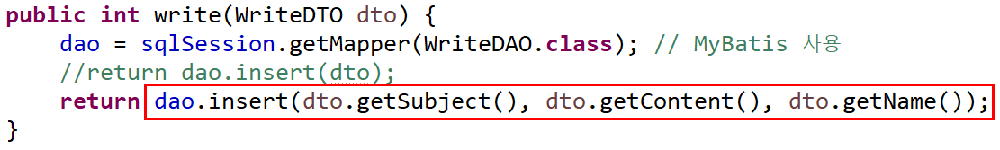 public int write(WriteDTO dto) {
    dao = sqlSession.getMapper(WriteDAO.class); // MyBatis 사용
    //return dao.insert(dto);
    return dao.insert(dto.getSubject(), dto.getContent(), dto.getName());
}